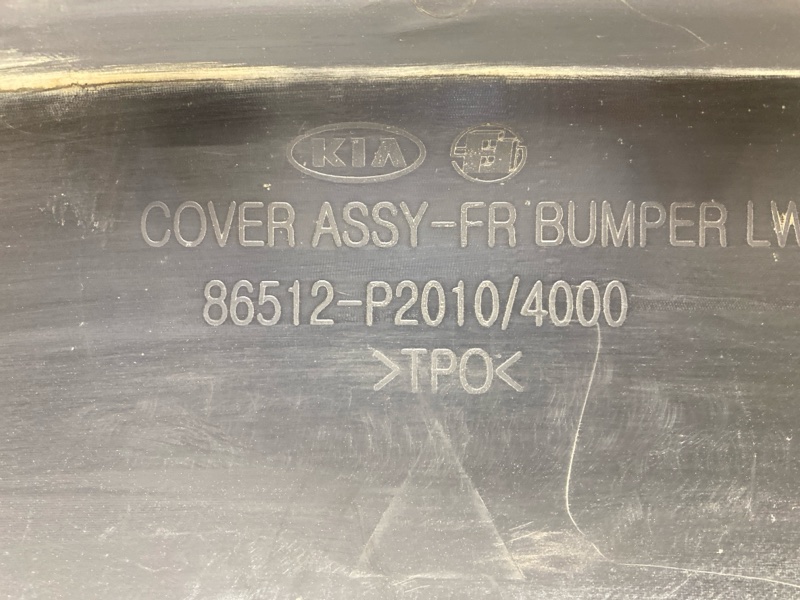 KIA
COVER ASSY-FR BUMPER LW
86512-P2010/4000
>TPO<